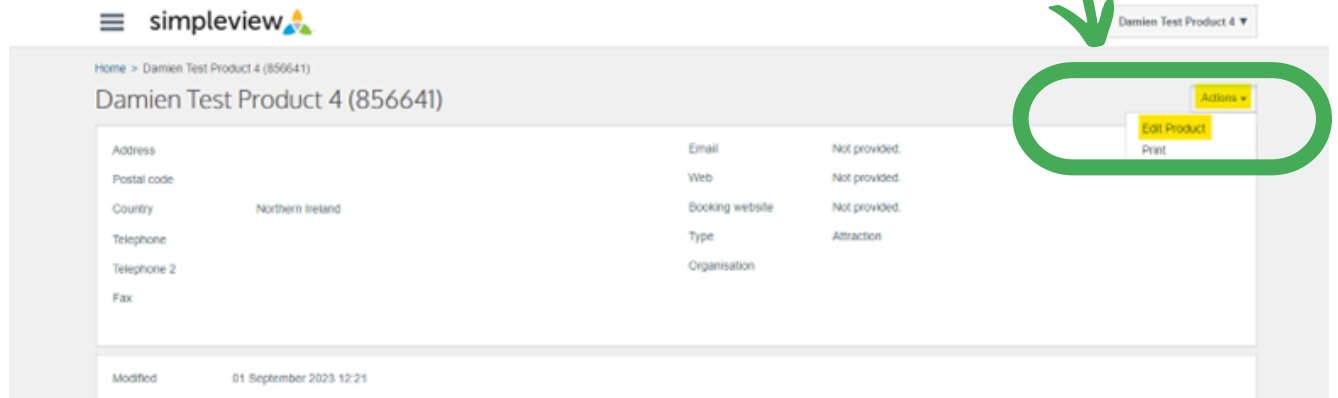 simpleview
Damien Test Product 4 ▼
Home > Damien Test Product 4 (856641)
Damien Test Product 4 (856641)
Actions
Edit Product
Print
Address
Postal code
Country Northern Ireland
Telephone
Telephone 2
Fax
Email Not provided.
Web Not provided.
Booking website Not provided.
Type Attraction
Organisation
Modified 01 September 2023 12:21